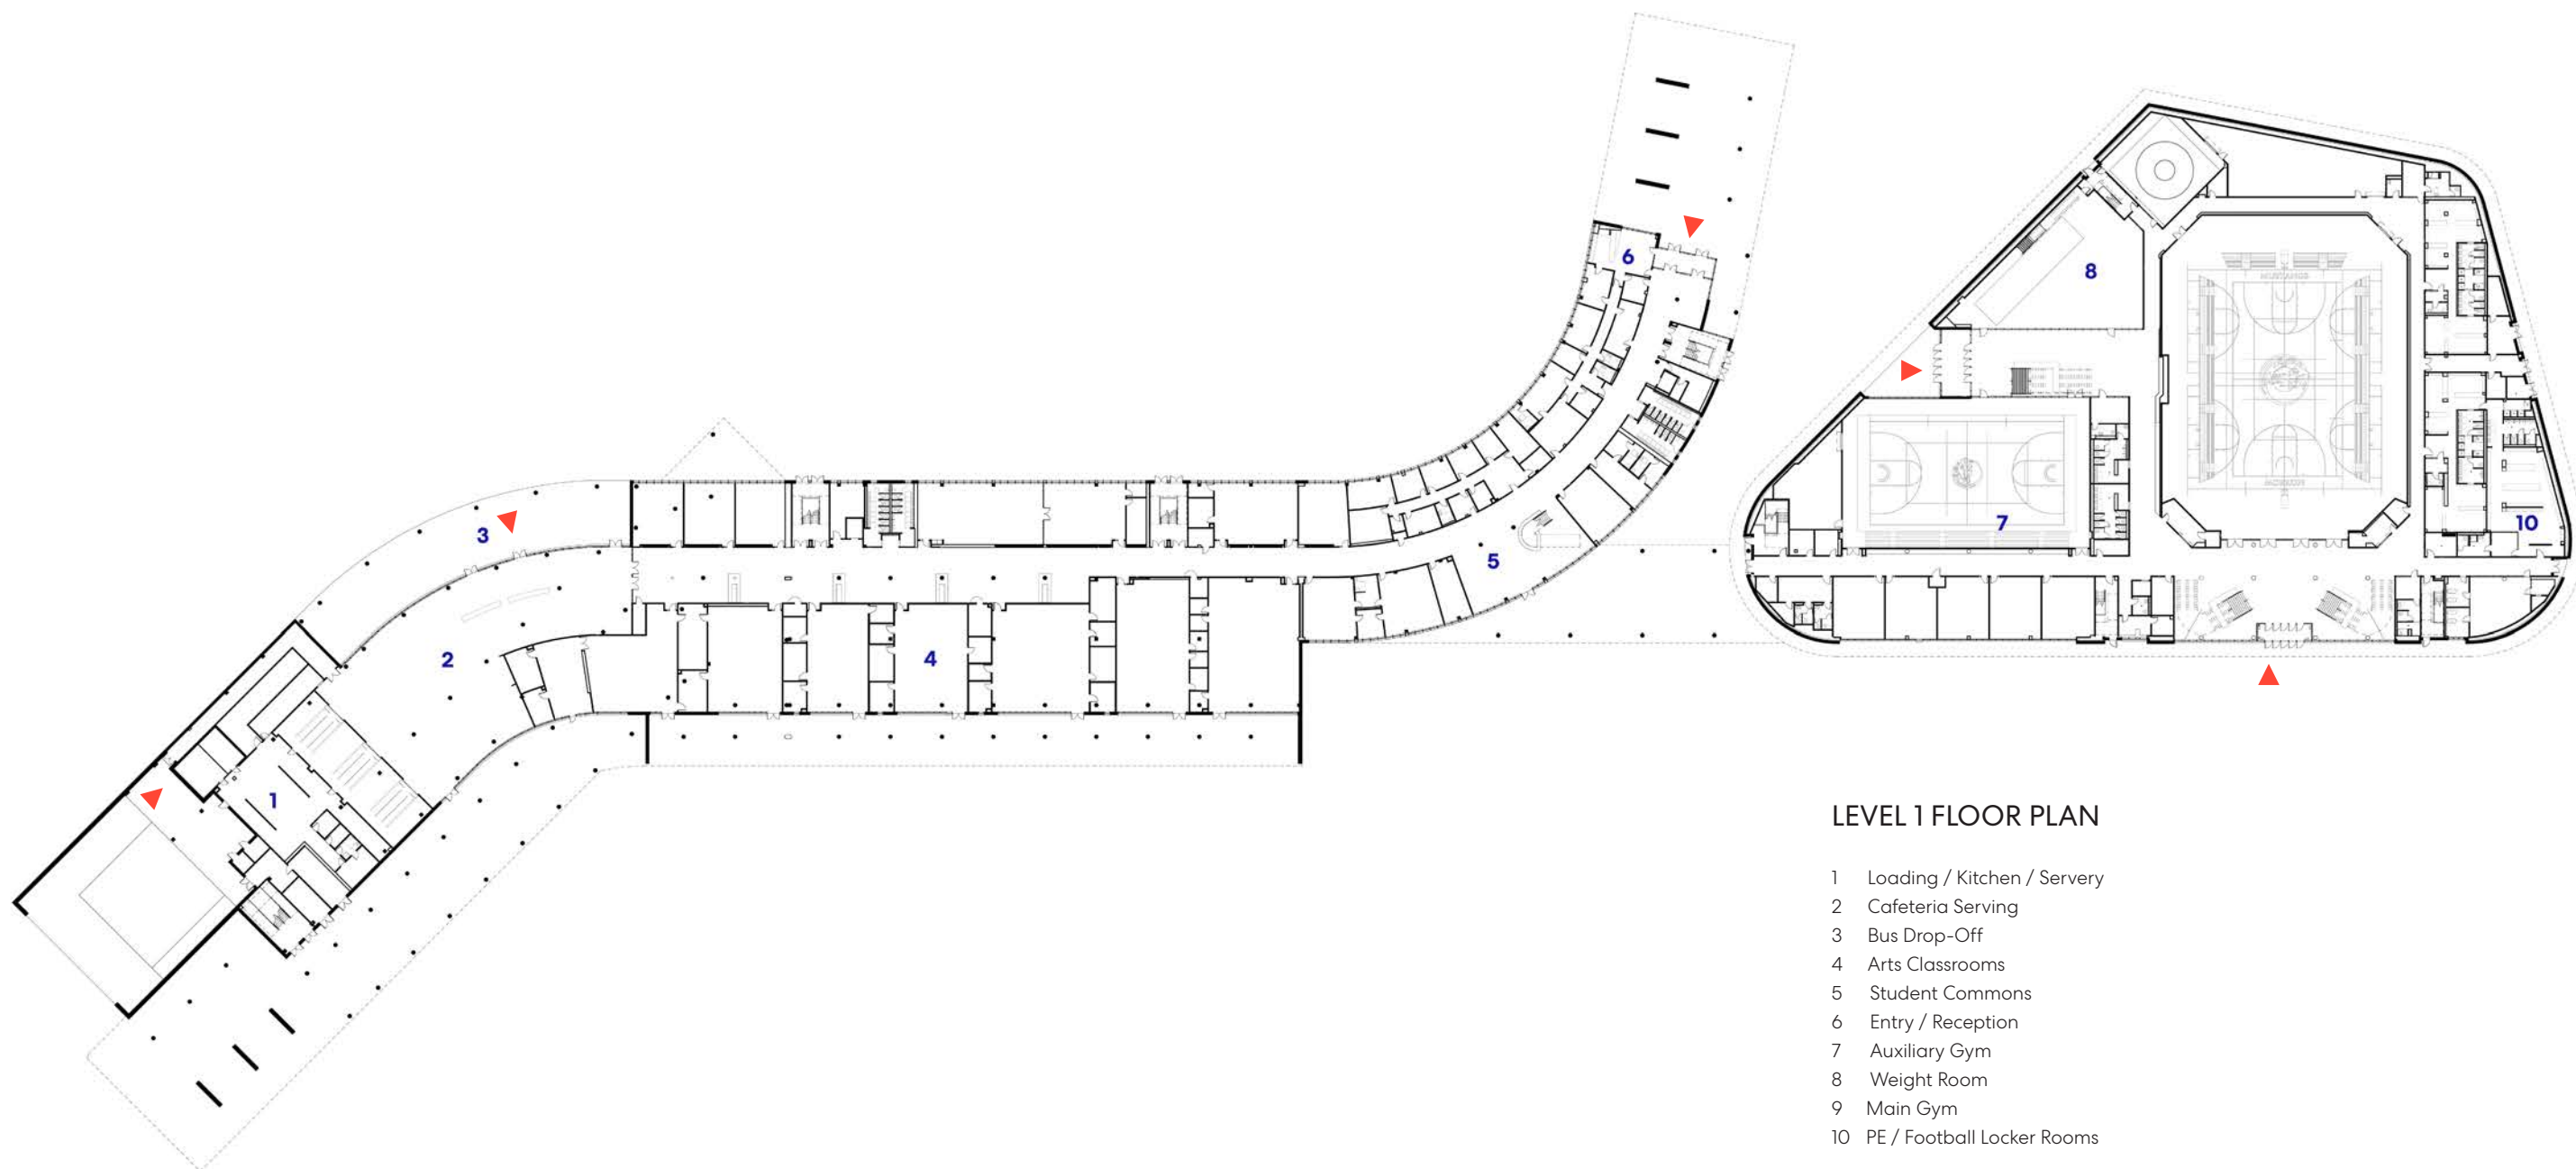 6
8
3
7
10
5
2
4
1
LEVEL 1 FLOOR PLAN
1 Loading / Kitchen / Servery
2 Cafeteria Serving
3 Bus Drop-Off
4 Arts Classrooms
5 Student Commons
6 Entry / Reception
7 Auxiliary Gym
8 Weight Room
9 Main Gym
10 PE / Football Locker Rooms